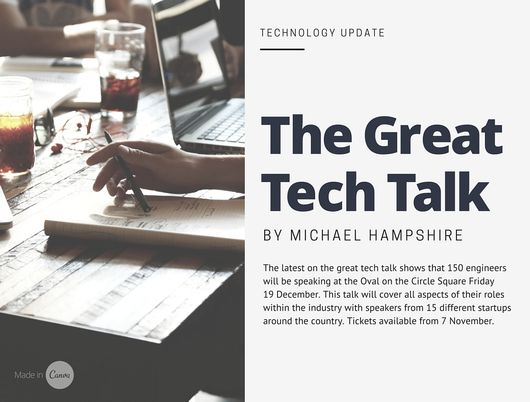 TECHNOLOGY UPDATE
The Great
Tech Talk
BY MICHAEL HAMPSHIRE
The latest on the great tech talk shows that 150 engineers
will be speaking at the Oval on the Circle Square Friday
19 December. This talk will cover all aspects of their roles
within the industry with speakers from 15 different startups
around the country. Tickets available from 7 November.
Made in Canva